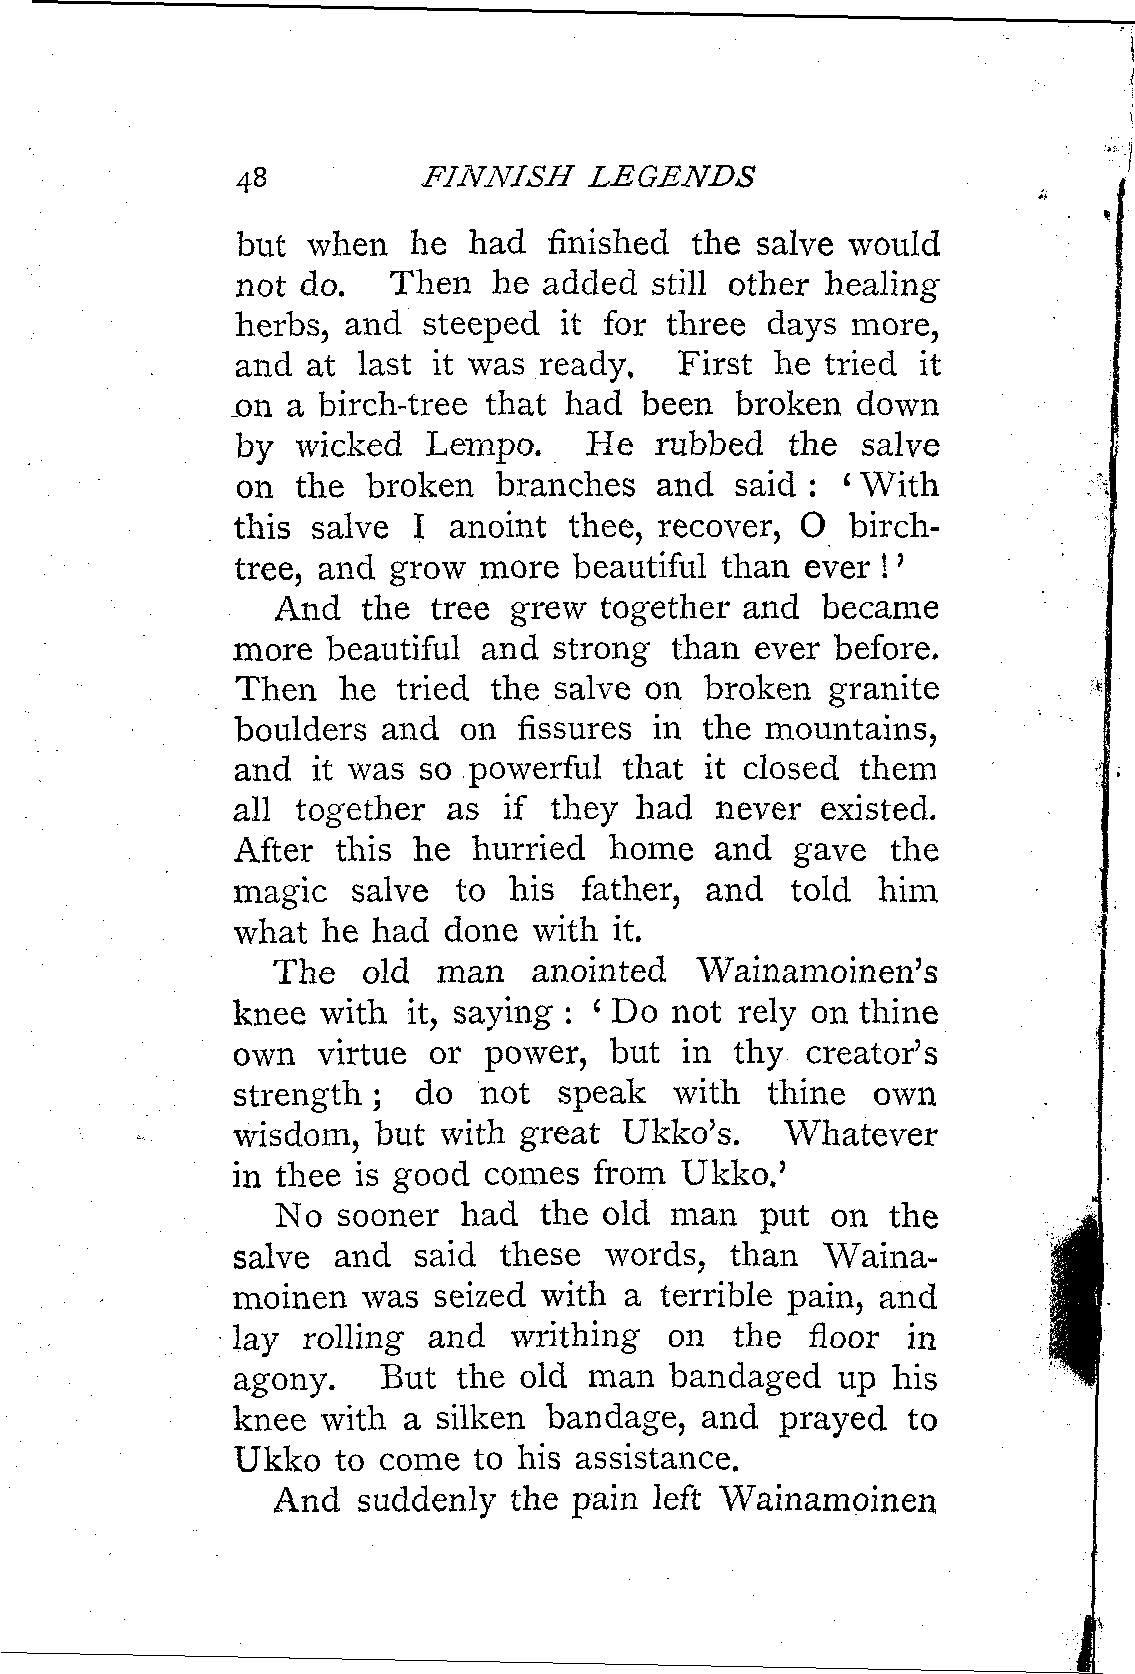 48 FINNISH LEGENDS
but when he had finished the salve would
not do. Then he added still other healing
herbs, and steeped it for three days more,
and at last it was ready. First he tried it
on a birch-tree that had been broken down
by wicked Lempo. He rubbed the salve
on the broken branches and said : ‘ With
this salve I anoint thee, recover, O birch-
tree, and grow more beautiful than ever ! ’
And the tree grew together and became
more beautiful and strong than ever before.
Then he tried the salve on broken granite
boulders and on fissures in the mountains,
and it was so powerful that it closed them
all together as if they had never existed.
After this he hurried home and gave the
magic salve to his father, and told him
what he had done with it.
The old man anointed Wainamoinen’s
knee with it, saying : ‘ Do not rely on thine
own virtue or power, but in thy creator’s
strength ; do not speak with thine own
wisdom, but with great Ukko’s. Whatever
in thee is good comes from Ukko.’
No sooner had the old man put on the
salve and said these words, than Waina-
moinen was seized with a terrible pain, and
lay rolling and writhing on the floor in
agony. But the old man bandaged up his
knee with a silken bandage, and prayed to
Ukko to come to his assistance.
And suddenly the pain left Wainamoinen